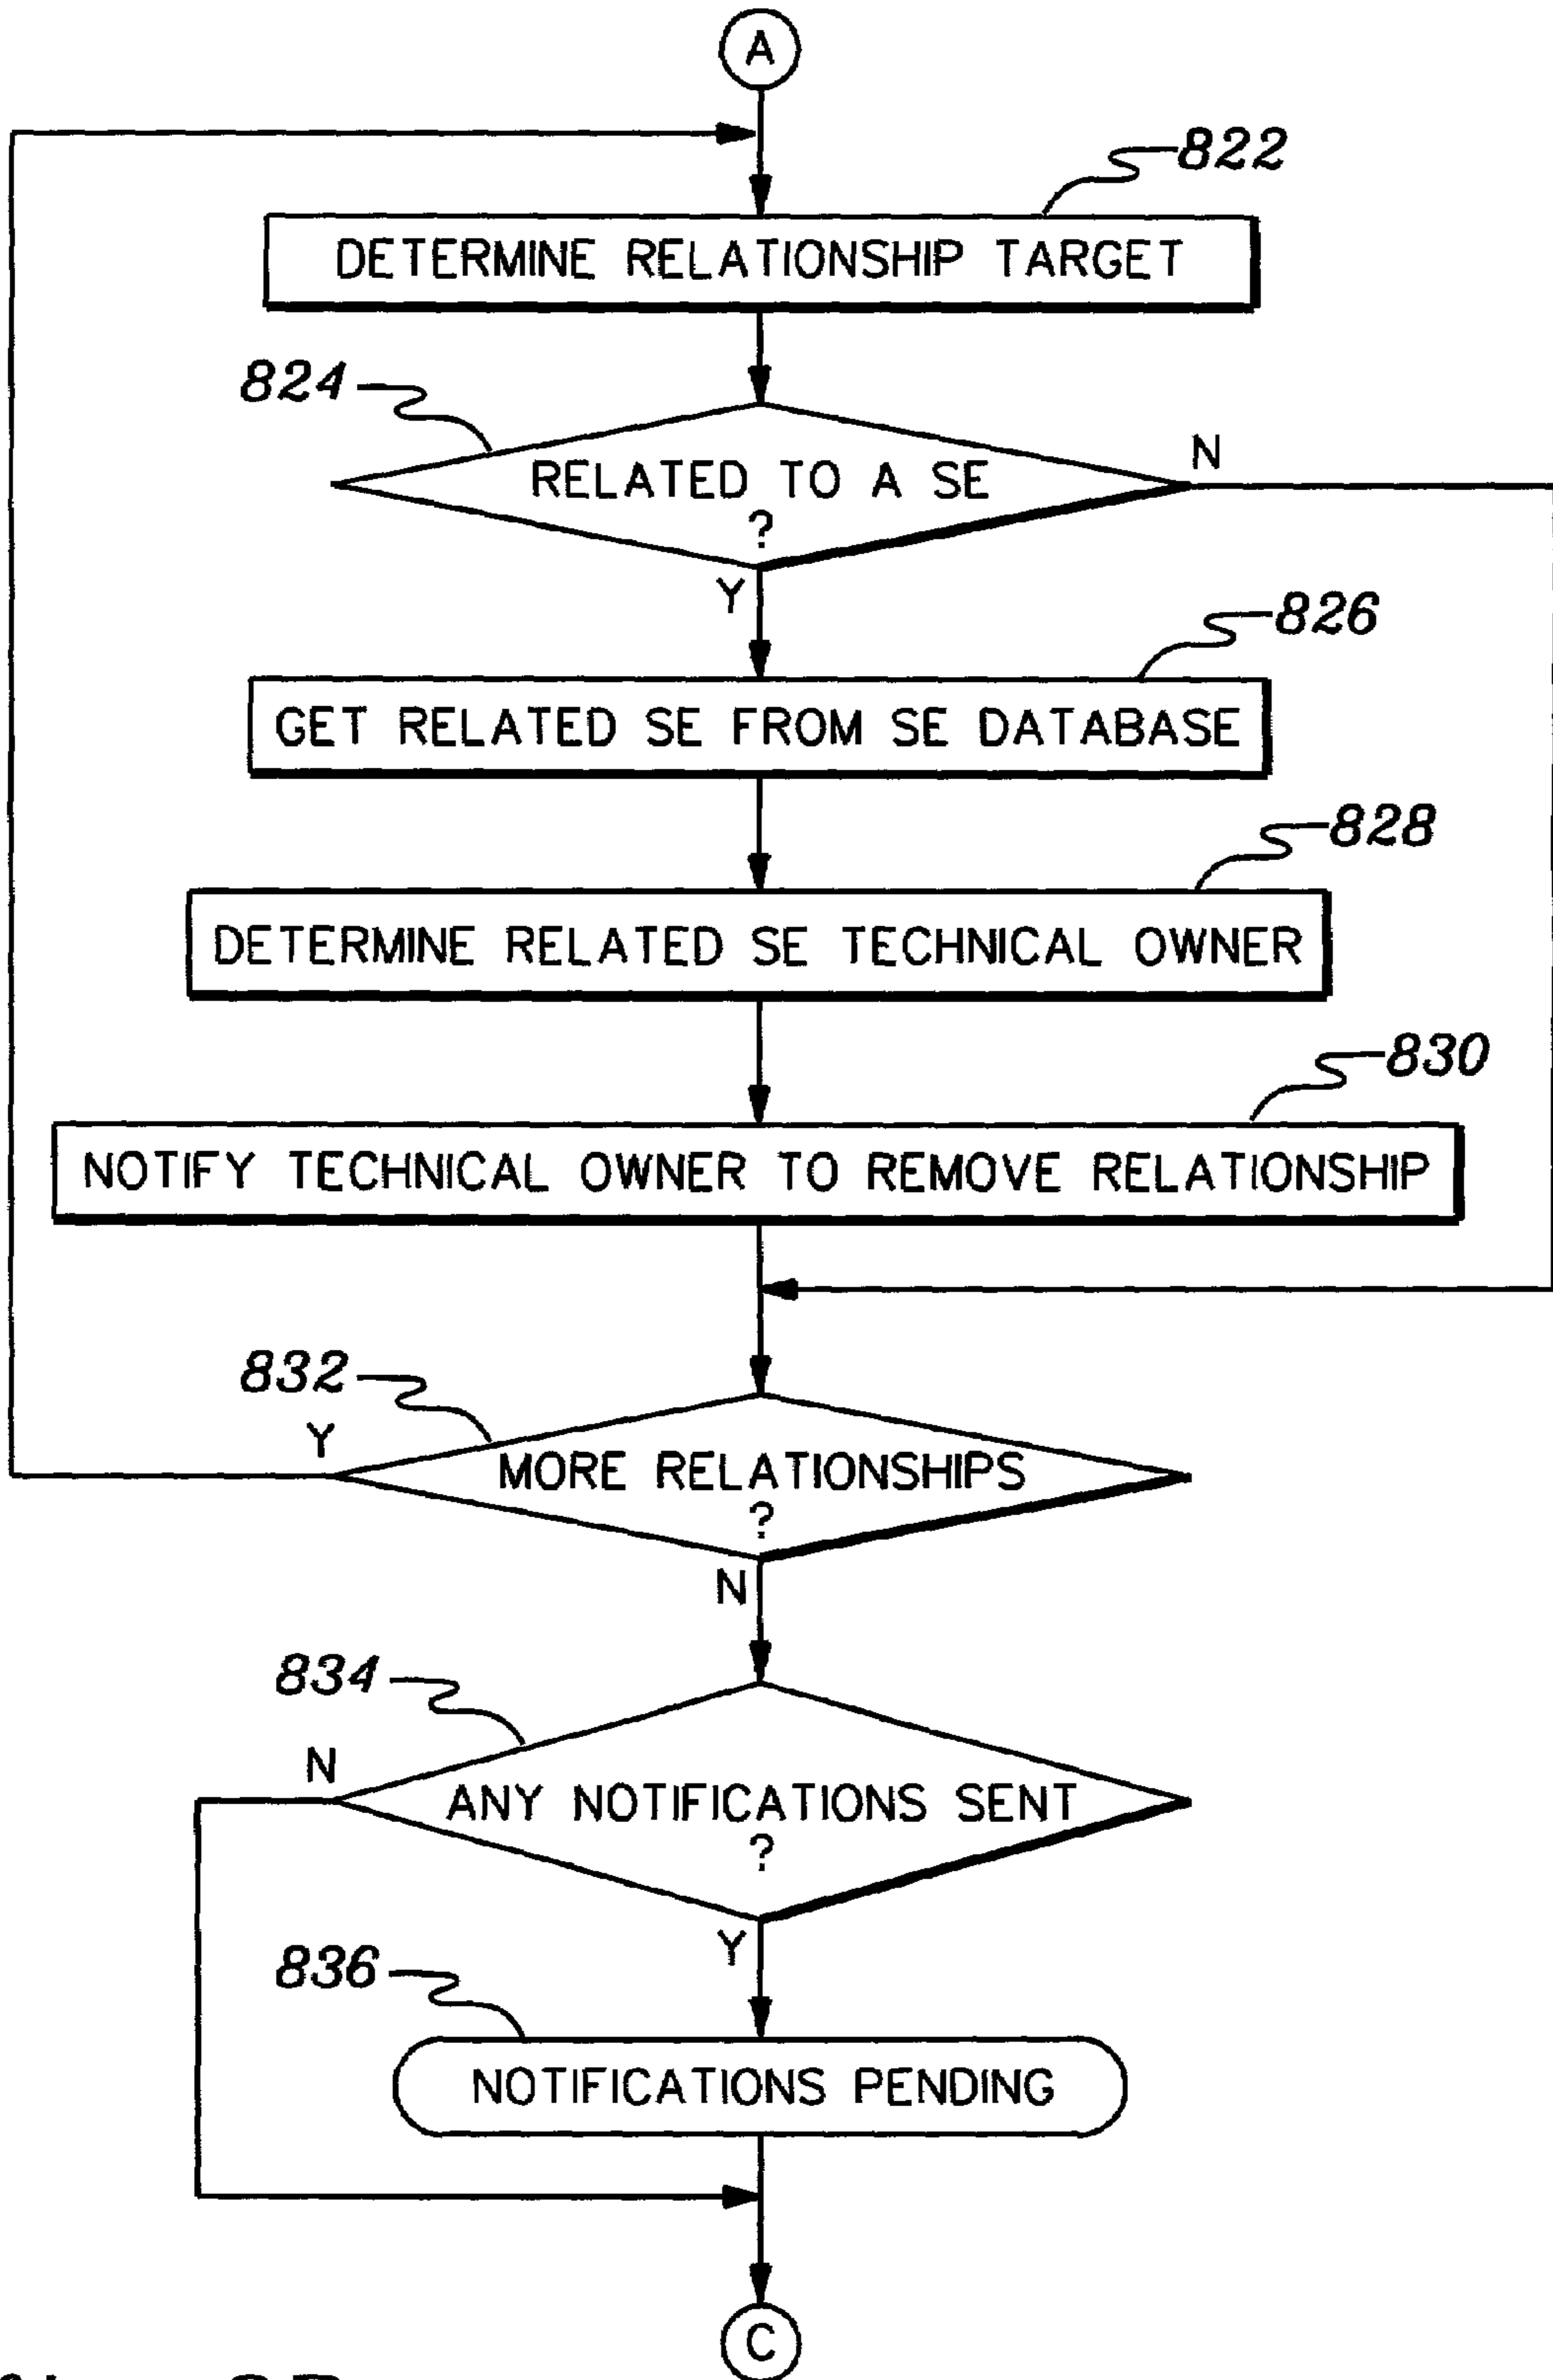 A
822
DETERMINE RELATIONSHIP TARGET
824
RELATED TO A SE
?
N
Y
826
GET RELATED SE FROM SE DATABASE
828
DETERMINE RELATED SE TECHNICAL OWNER
830
NOTIFY TECHNICAL OWNER TO REMOVE RELATIONSHIP
832
Y
MORE RELATIONSHIPS
?
N
834
N
ANY NOTIFICATIONS SENT
?
Y
836
NOTIFICATIONS PENDING
C